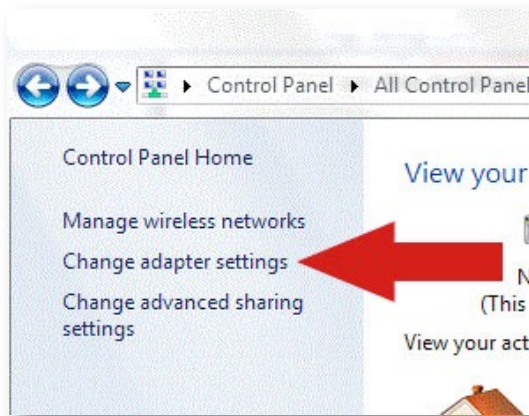 Control Panel All Control Panel
Control Panel Home
View your
Manage wireless networks
Change adapter settings
Change advanced sharing
settings
N
(This
View your act